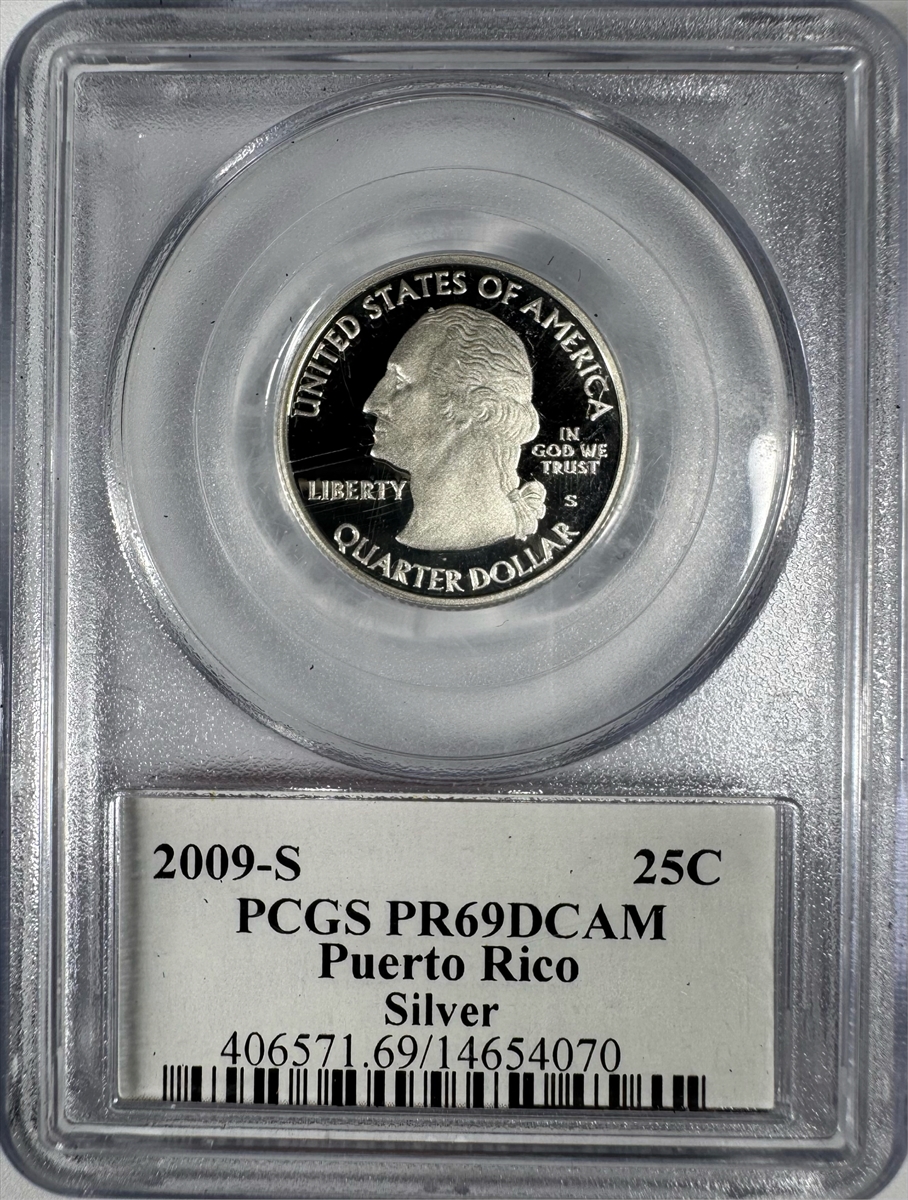 UNITED STATES OF AMERICA
IN
GOD WE
TRUST
LIBERTY
S
QUARTER DOLLAR
2009-S 25C
PCGS PR69DCAM
Puerto Rico
Silver
406571.69/14654070